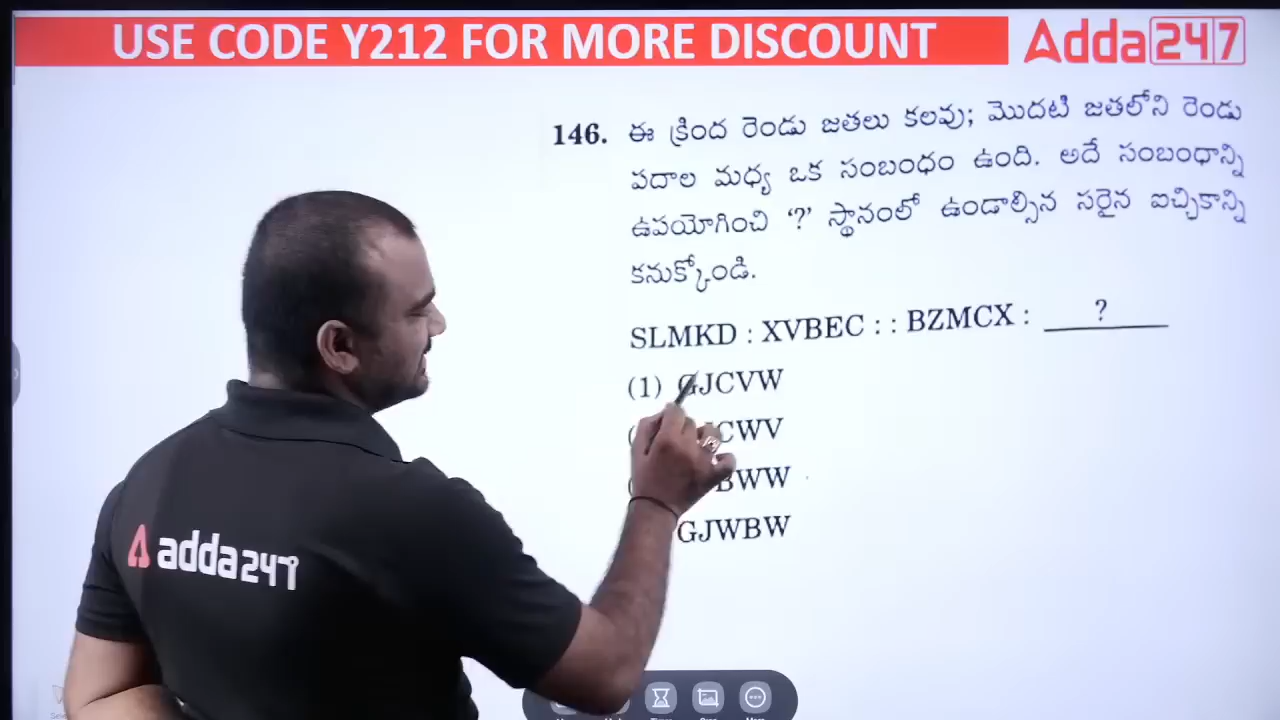 USE CODE Y212 FOR MORE DISCOUNT
Adda247
146. ఈ క్రింద రెండు జతలు కలవు; మొదటి జతలోని రెండు
పదాల మధ్య ఒక సంబంధం ఉంది. అదే సంబంధాన్ని
ఉపయోగించి ‘?’ స్థానంలో ఉండాల్సిన సరైన ఐచ్ఛికాన్ని
కనుక్కోండి.
SLMKD : XVBEC : : BZMCX : ?
(1) GJCVW
CWV
BWW
GJWBW
adda247